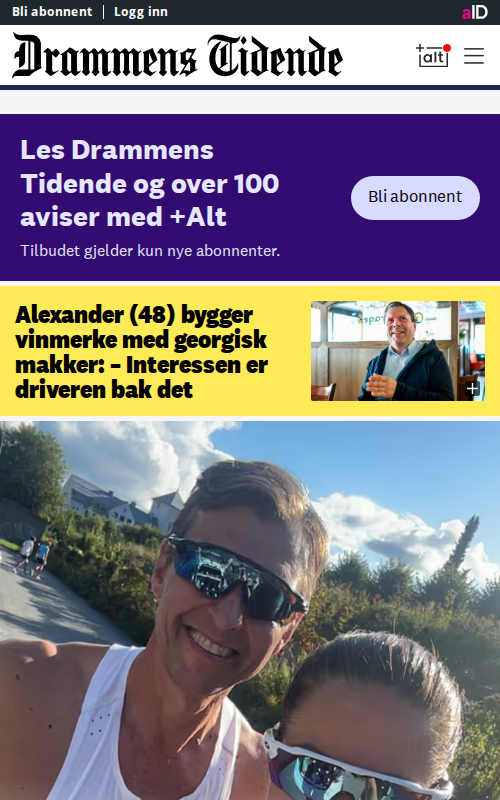 Bli abonnent
Logg inn
aID
Drammens Tidende
+alt
Les Drammens
Tidende og over 100
aviser med +Alt
Tilbudet gjelder kun nye abonnenter.
Bli abonnent
Alexander (48) bygger
vinmerke med georgisk
makker: – Interessen er
driveren bak det